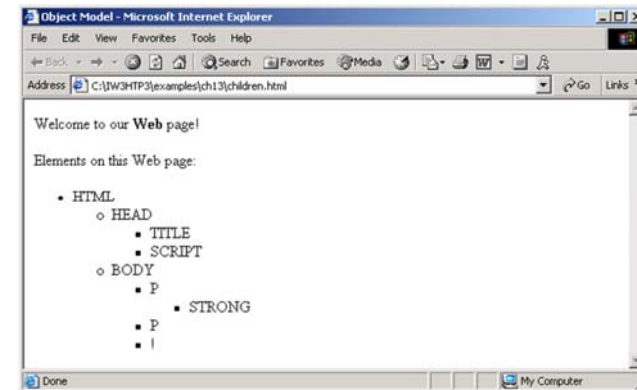 Object Model - Microsoft Internet Explorer
File Edit View Favorites Tools Help
Back Search Favorites Media
Address C:\IW3HTP3\examples\ch13\children.html Go Links
Welcome to our Web page!
Elements on this Web page:
HTML
HEAD
TITLE
SCRIPT
BODY
P
STRONG
P
!
Done My Computer